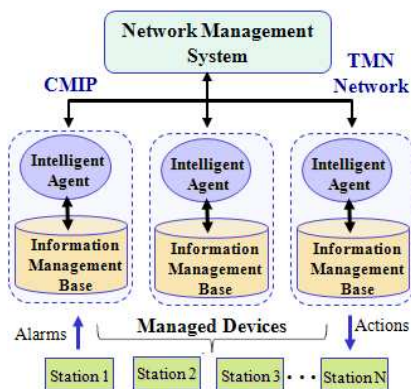 Network Management
System
CMIP
TMN
Network
Intelligent
Agent
Information
Management
Base
Intelligent
Agent
Information
Management
Base
Intelligent
Agent
Information
Management
Base
Alarms
Managed Devices
Actions
Station 1
Station 2
Station 3
...
Station N